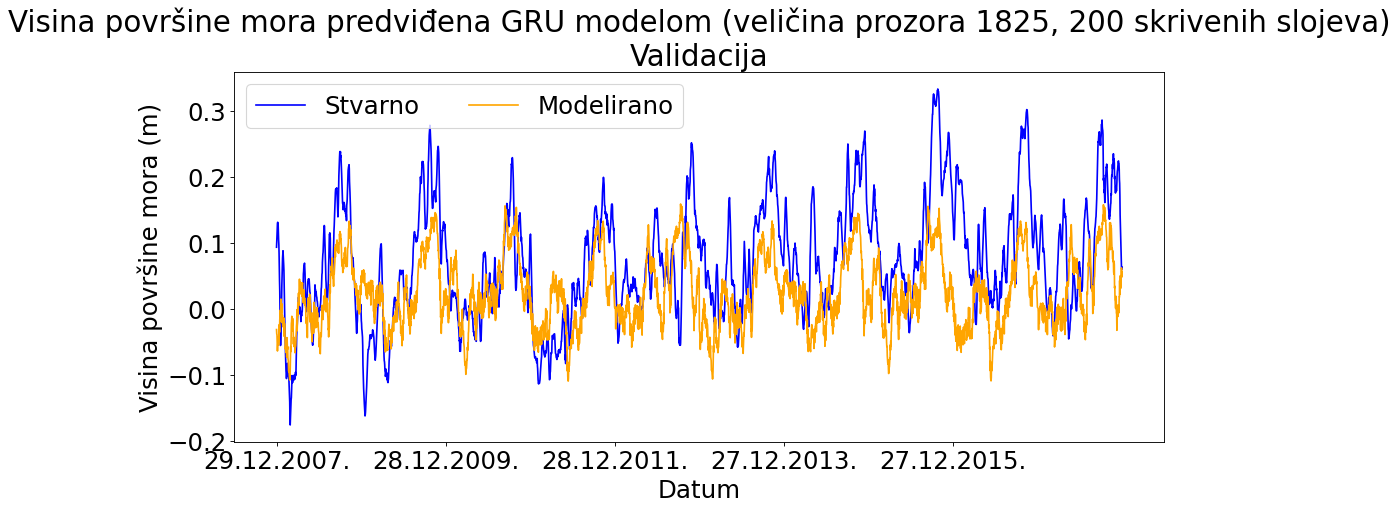 Visina površine mora predviđena GRU modelom (veličina prozora 1825, 200 skrivenih slojeva)
Validacija
Stvarno
Modelirano
Visina površine mora (m)
0.3
0.2
0.1
0.0
−0.1
−0.2
29.12.2007.
28.12.2009.
28.12.2011.
27.12.2013.
27.12.2015.
Datum